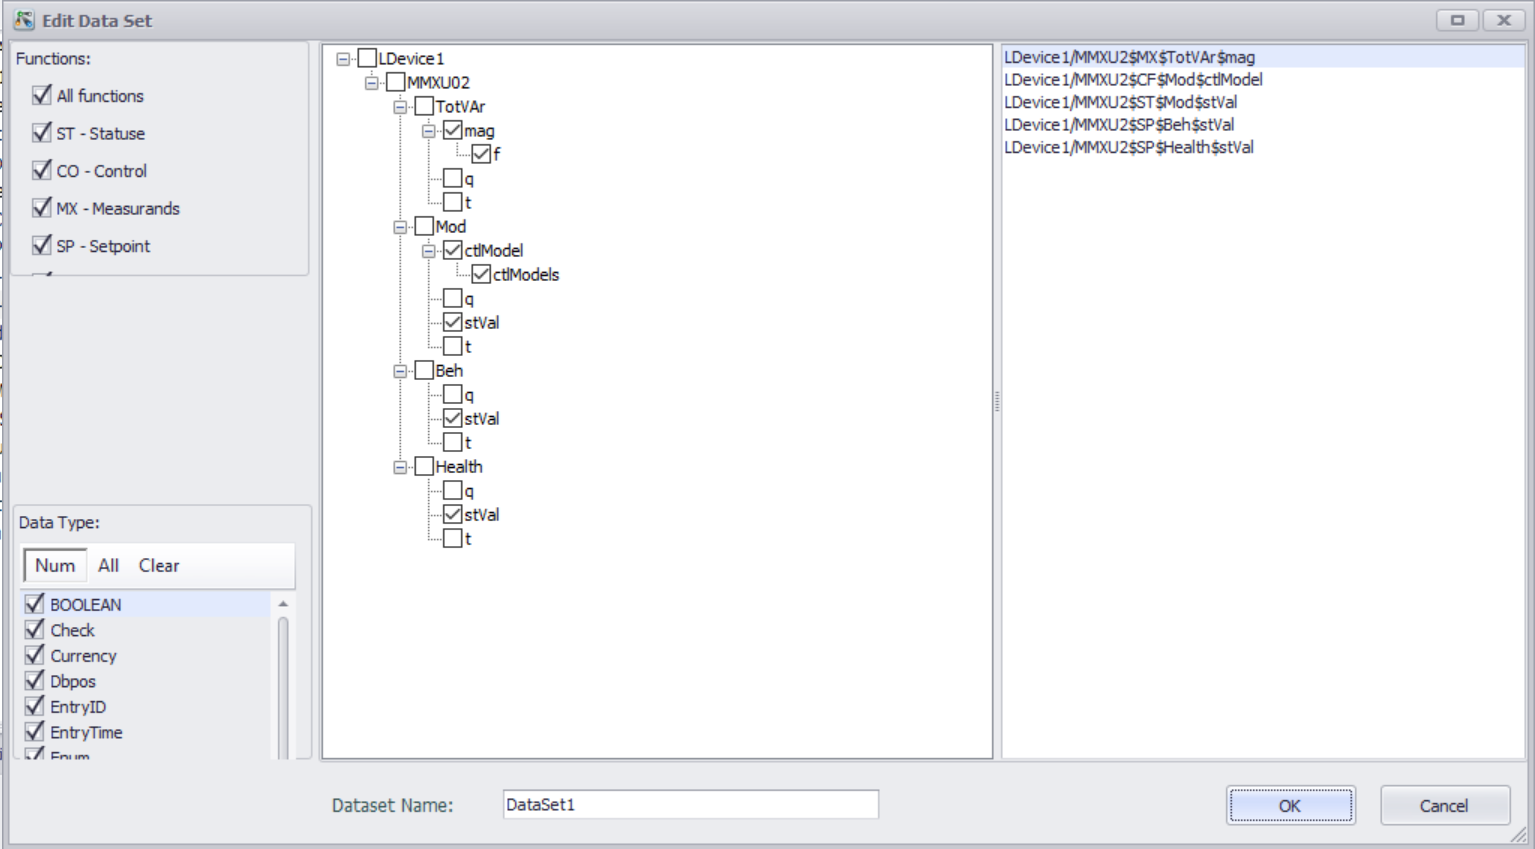 Edit Data Set
Functions:
All functions
ST - Statuse
CO - Control
MX - Measurands
SP - Setpoint
Data Type:
Num All Clear
BOOLEAN
Check
Currency
Dbpos
EntryID
EntryTime
Enum
LDevice1
MMXU02
TotVAr
mag
f
q
t
Mod
ctlModel
ctlModels
q
stVal
t
Beh
q
stVal
t
Health
q
stVal
t
LDevice1/MMXU2$MX$TotVAr$mag
LDevice1/MMXU2$CF$Mod$ctlModel
LDevice1/MMXU2$ST$Mod$stVal
LDevice1/MMXU2$SP$Beh$stVal
LDevice1/MMXU2$SP$Health$stVal
Dataset Name: DataSet1
OK Cancel